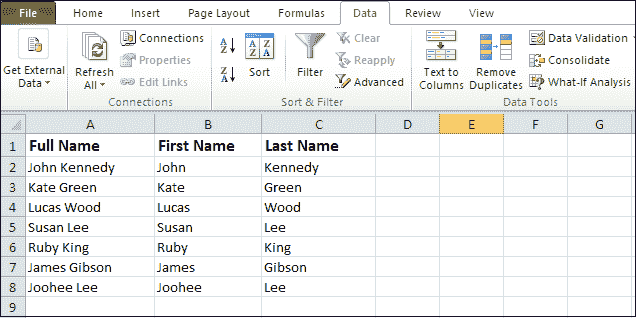 File Home Insert Page Layout Formulas Data Review View
Get External Data
Refresh All
Connections
Properties
Edit Links
Connections
A Z
Z A
Sort
Filter
Clear
Reapply
Advanced
Sort & Filter
Text to Columns
Remove Duplicates
Data Validation
Consolidate
What-If Analysis
Data Tools
A B C D E F G
1 Full Name First Name Last Name
2 John Kennedy John Kennedy
3 Kate Green Kate Green
4 Lucas Wood Lucas Wood
5 Susan Lee Susan Lee
6 Ruby King Ruby King
7 James Gibson James Gibson
8 Joohee Lee Joohee Lee
9